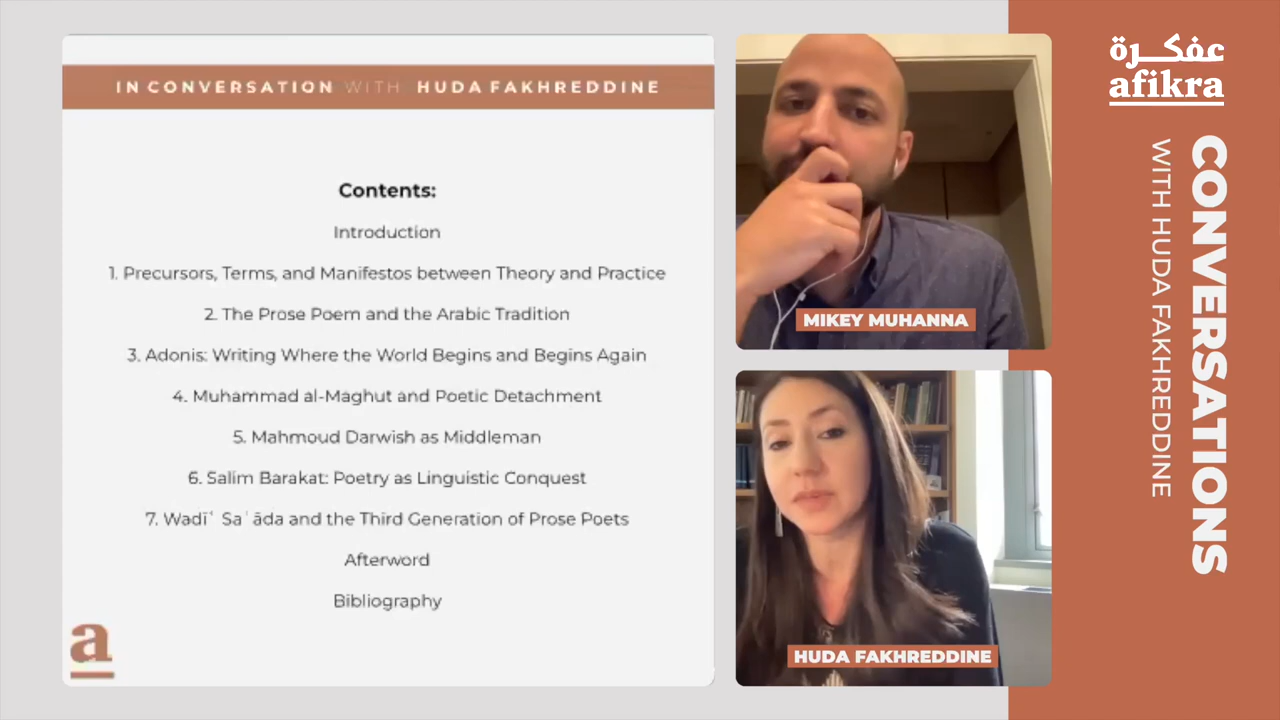 IN CONVERSATION WITH HUDA FAKHREDDINE
Contents:
Introduction
1. Precursors, Terms, and Manifestos between Theory and Practice
2. The Prose Poem and the Arabic Tradition
3. Adonis: Writing Where the World Begins and Begins Again
4. Muhammad al-Maghut and Poetic Detachment
5. Mahmoud Darwish as Middleman
6. Salim Barakat: Poetry as Linguistic Conquest
7. Wadīʿ Saʿāda and the Third Generation of Prose Poets
Afterword
Bibliography
a
MIKEY MUHANNA
HUDA FAKHREDDINE
عفكرة
afikra
CONVERSATIONS
WITH HUDA FAKHREDDINE